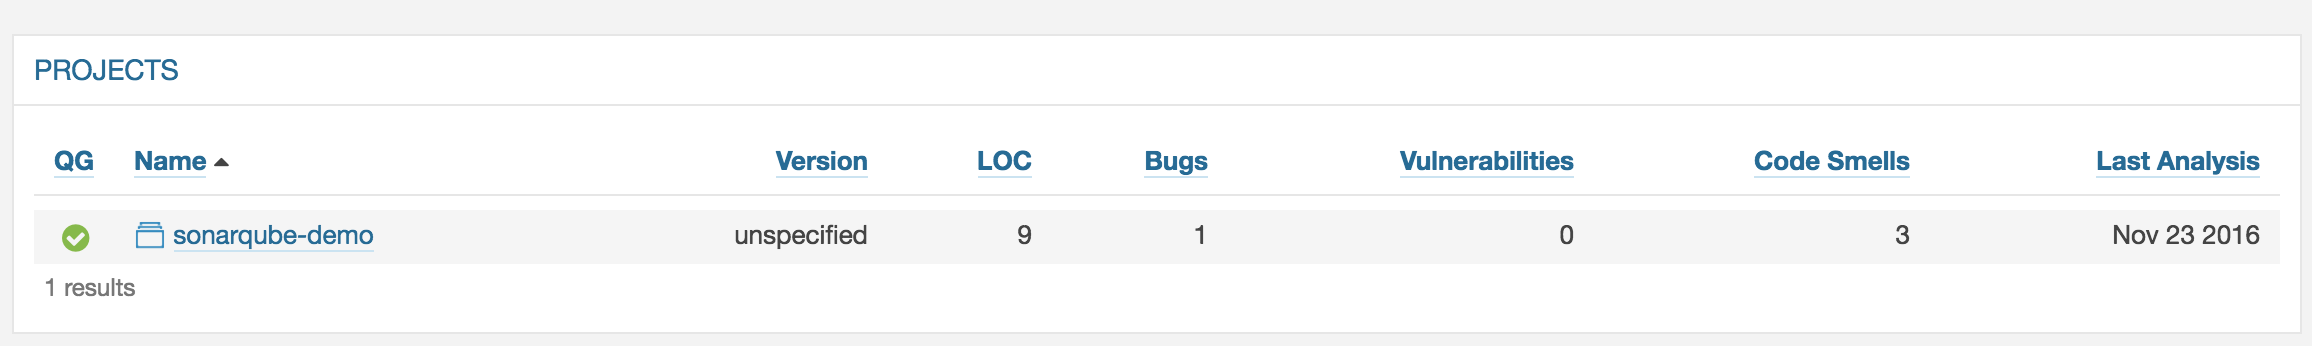 PROJECTS
QG Name Version LOC Bugs Vulnerabilities Code Smells Last Analysis
sonarqube-demo unspecified 9 1 0 3 Nov 23 2016
1 results